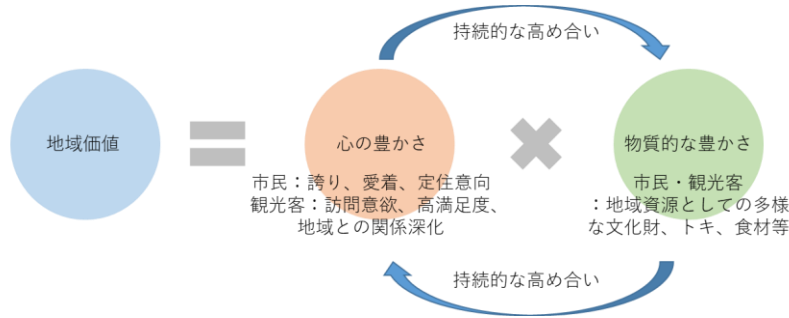 持続的な高め合い
地域価値
心の豊かさ
市民：誇り、愛着、定住意向
観光客：訪問意欲、高満足度、
地域との関係深化
物質的な豊かさ
市民・観光客
：地域資源としての多様
な文化財、トキ、食材等
持続的な高め合い